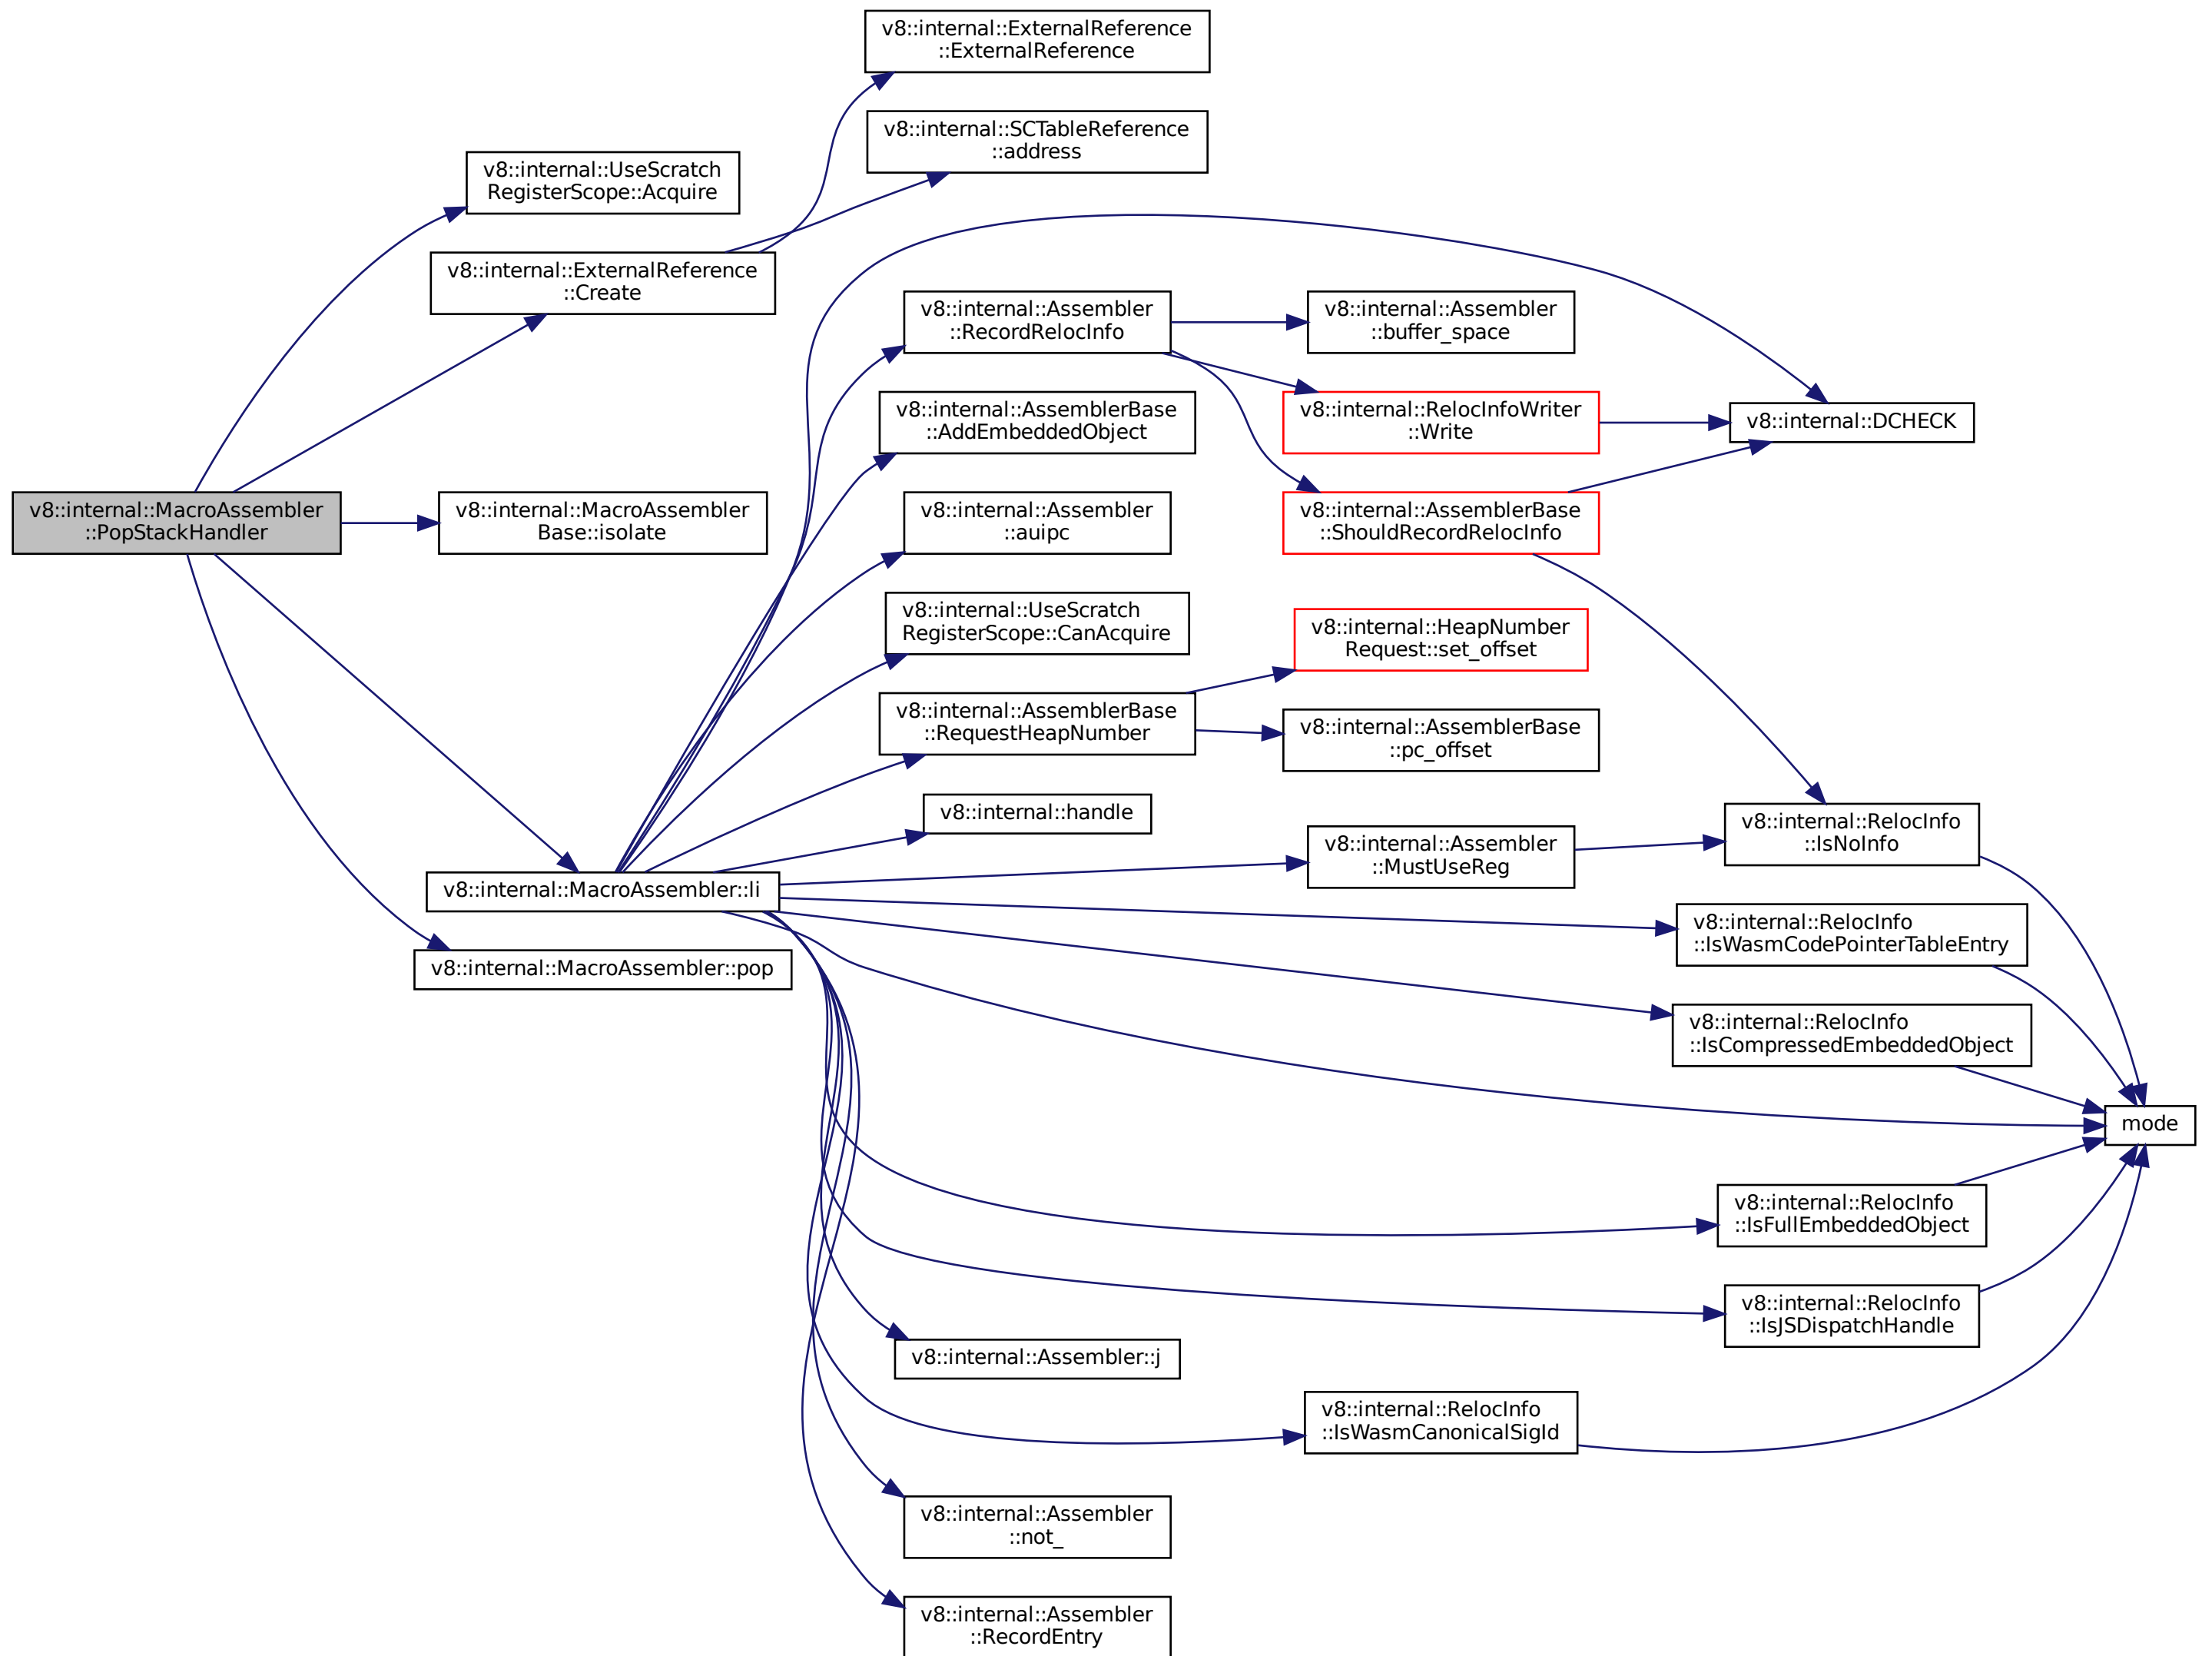 v8::internal::ExternalReference
::ExternalReference
v8::internal::SCTableReference
::address
v8::internal::UseScratch
RegisterScope::Acquire
v8::internal::ExternalReference
::Create
v8::internal::Assembler
::RecordRelocInfo
v8::internal::Assembler
::buffer_space
v8::internal::AssemblerBase
::AddEmbeddedObject
v8::internal::RelocInfoWriter
::Write
v8::internal::DCHECK
v8::internal::MacroAssembler
::PopStackHandler
v8::internal::MacroAssembler
Base::isolate
v8::internal::Assembler
::auipc
v8::internal::AssemblerBase
::ShouldRecordRelocInfo
v8::internal::UseScratch
RegisterScope::CanAcquire
v8::internal::HeapNumber
Request::set_offset
v8::internal::AssemblerBase
::RequestHeapNumber
v8::internal::AssemblerBase
::pc_offset
v8::internal::handle
v8::internal::RelocInfo
::IsNoInfo
v8::internal::Assembler
::MustUseReg
v8::internal::MacroAssembler::li
v8::internal::RelocInfo
::IsWasmCodePointerTableEntry
v8::internal::MacroAssembler::pop
v8::internal::RelocInfo
::IsCompressedEmbeddedObject
mode
v8::internal::RelocInfo
::IsFullEmbeddedObject
v8::internal::RelocInfo
::IsJSDispatchHandle
v8::internal::Assembler::j
v8::internal::RelocInfo
::IsWasmCanonicalSigId
v8::internal::Assembler
::not_
v8::internal::Assembler
::RecordEntry